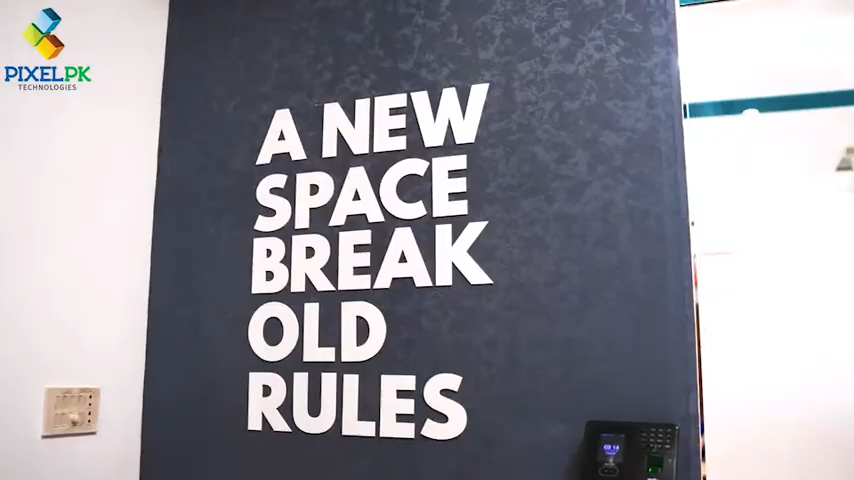 PIXELPK
TECHNOLOGIES
A NEW
SPACE
BREAK
OLD
RULES